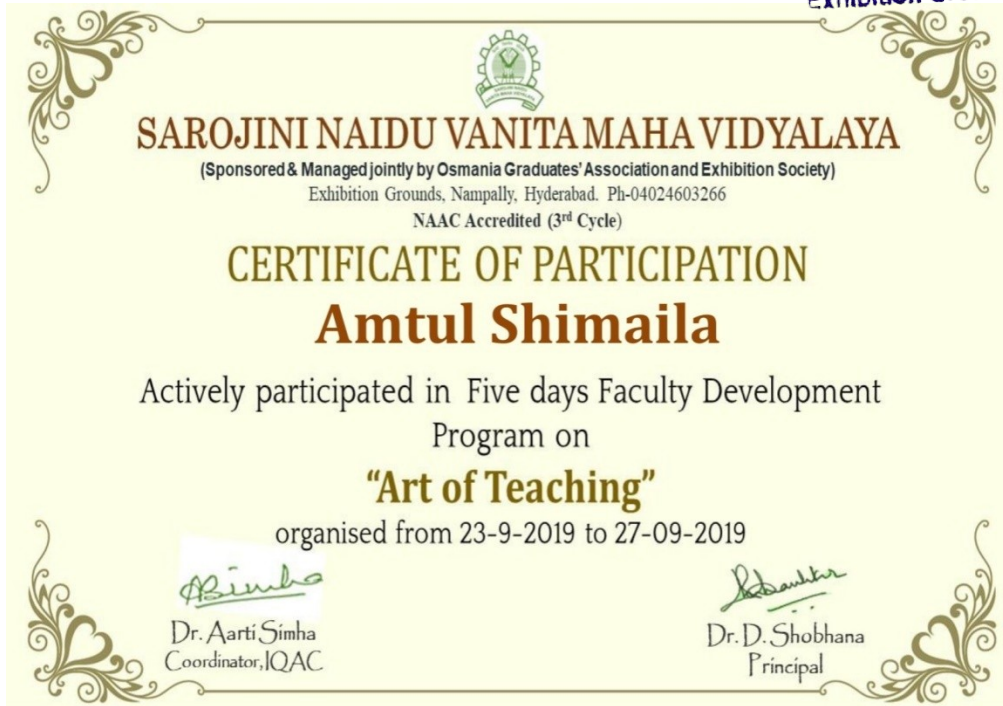 SAROJINI NAIDU VANITA MAHA VIDYALAYA
(Sponsored & Managed jointly by Osmania Graduates' Association and Exhibition Society)
Exhibition Grounds, Nampally, Hyderabad. Ph-04024603266
NAAC Accredited (3rd Cycle)
CERTIFICATE OF PARTICIPATION
Amtul Shimaila
Actively participated in Five days Faculty Development
Program on
“Art of Teaching”
organised from 23-9-2019 to 27-09-2019
Dr. Aarti Simha
Coordinator, IQAC
Dr. D. Shobhana
Principal